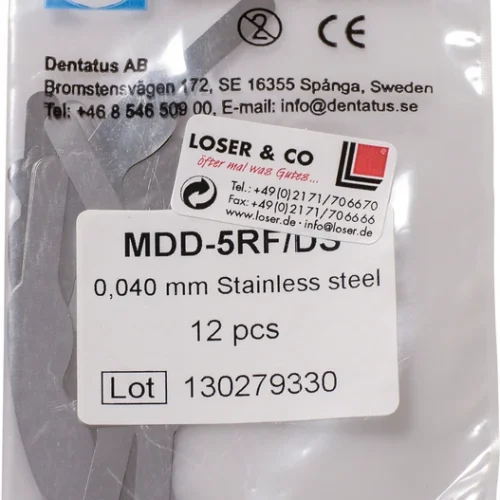 2
CE
Dentatus AB
Bromstensvägen 172, SE 16355 Spånga, Sweden
Tel: +46 8 546 509 00, E-mail: info@dentatus.se
LOSER & CO
öfter mal was Gutes...
Tel.: +49(0)2171/706670
Fax: +49(0)2171/706666
www.loser.de · info@loser.de
MDD-5RF/DS
0,040 mm Stainless steel
12 pcs
Lot 130279330